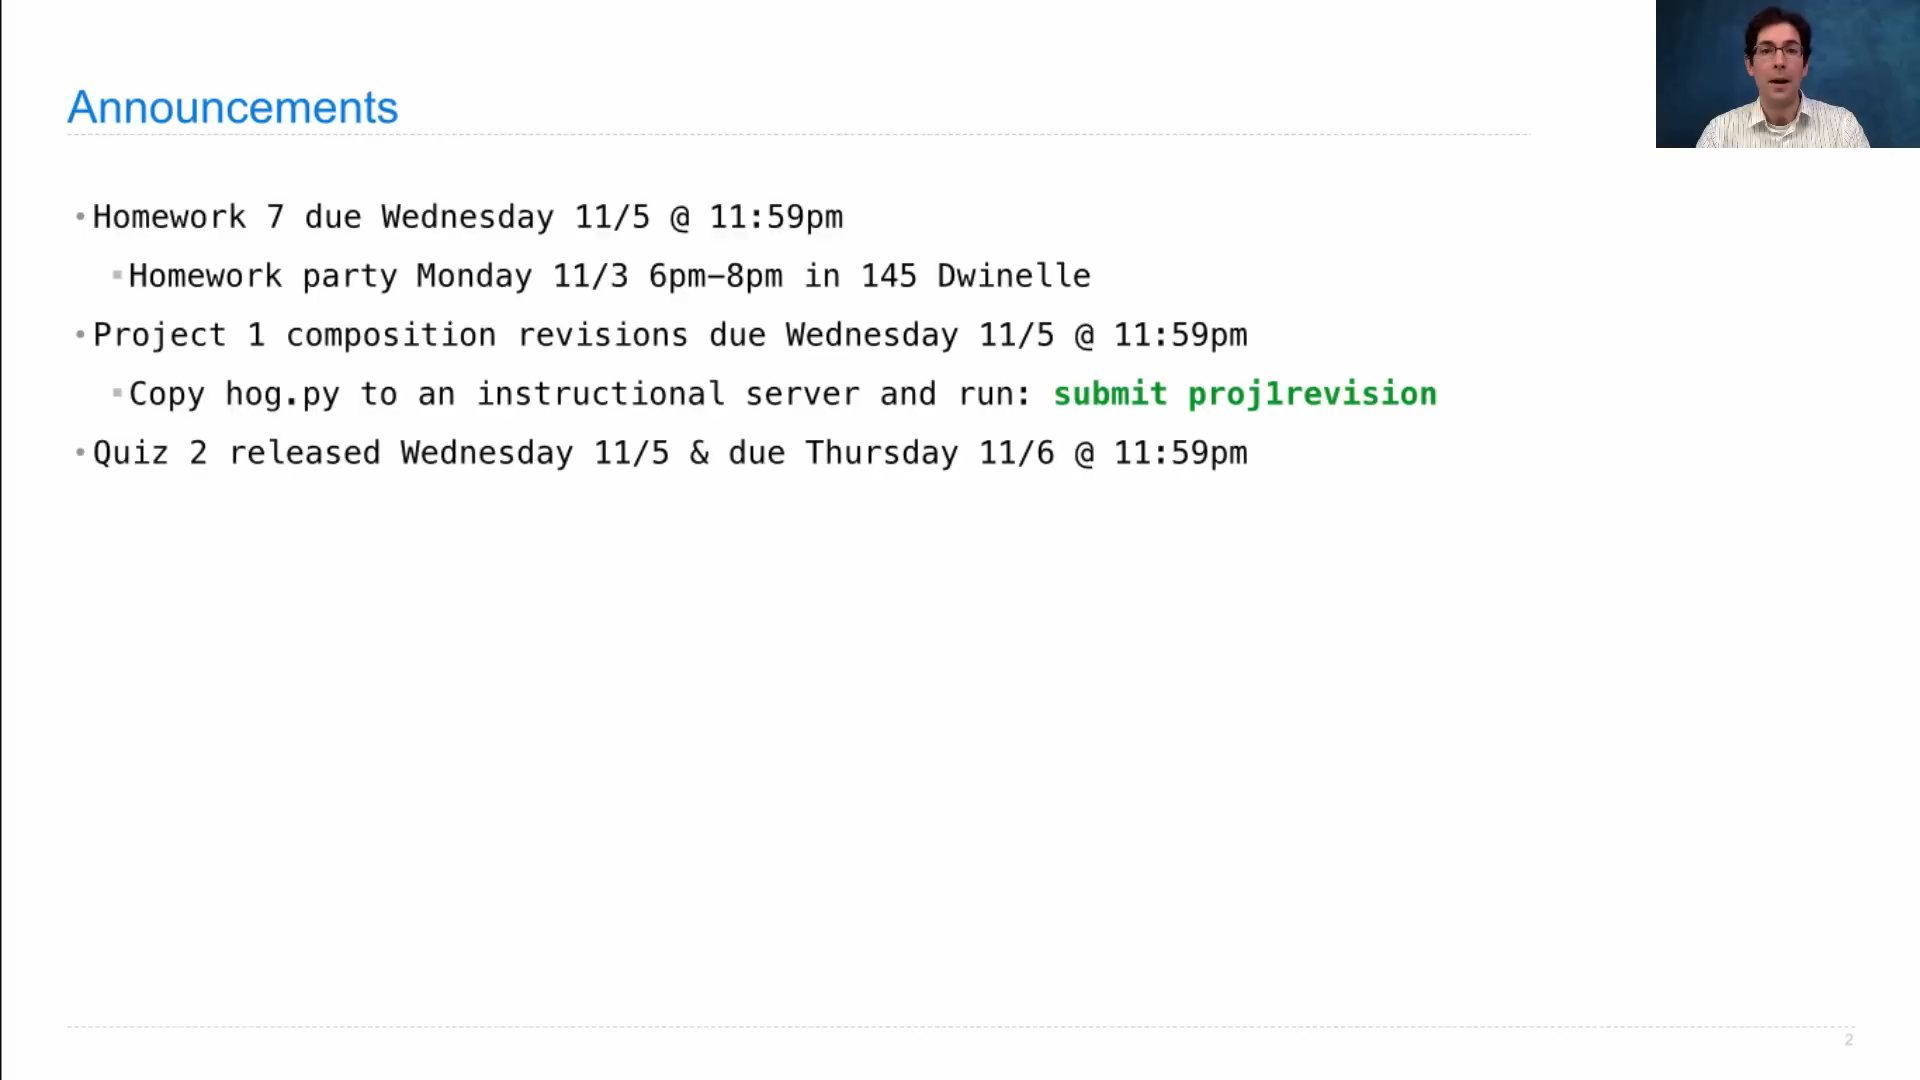 Announcements
•Homework 7 due Wednesday 11/5 @ 11:59pm
▪Homework party Monday 11/3 6pm–8pm in 145 Dwinelle
•Project 1 composition revisions due Wednesday 11/5 @ 11:59pm
▪Copy hog.py to an instructional server and run: submit proj1revision
•Quiz 2 released Wednesday 11/5 & due Thursday 11/6 @ 11:59pm
2